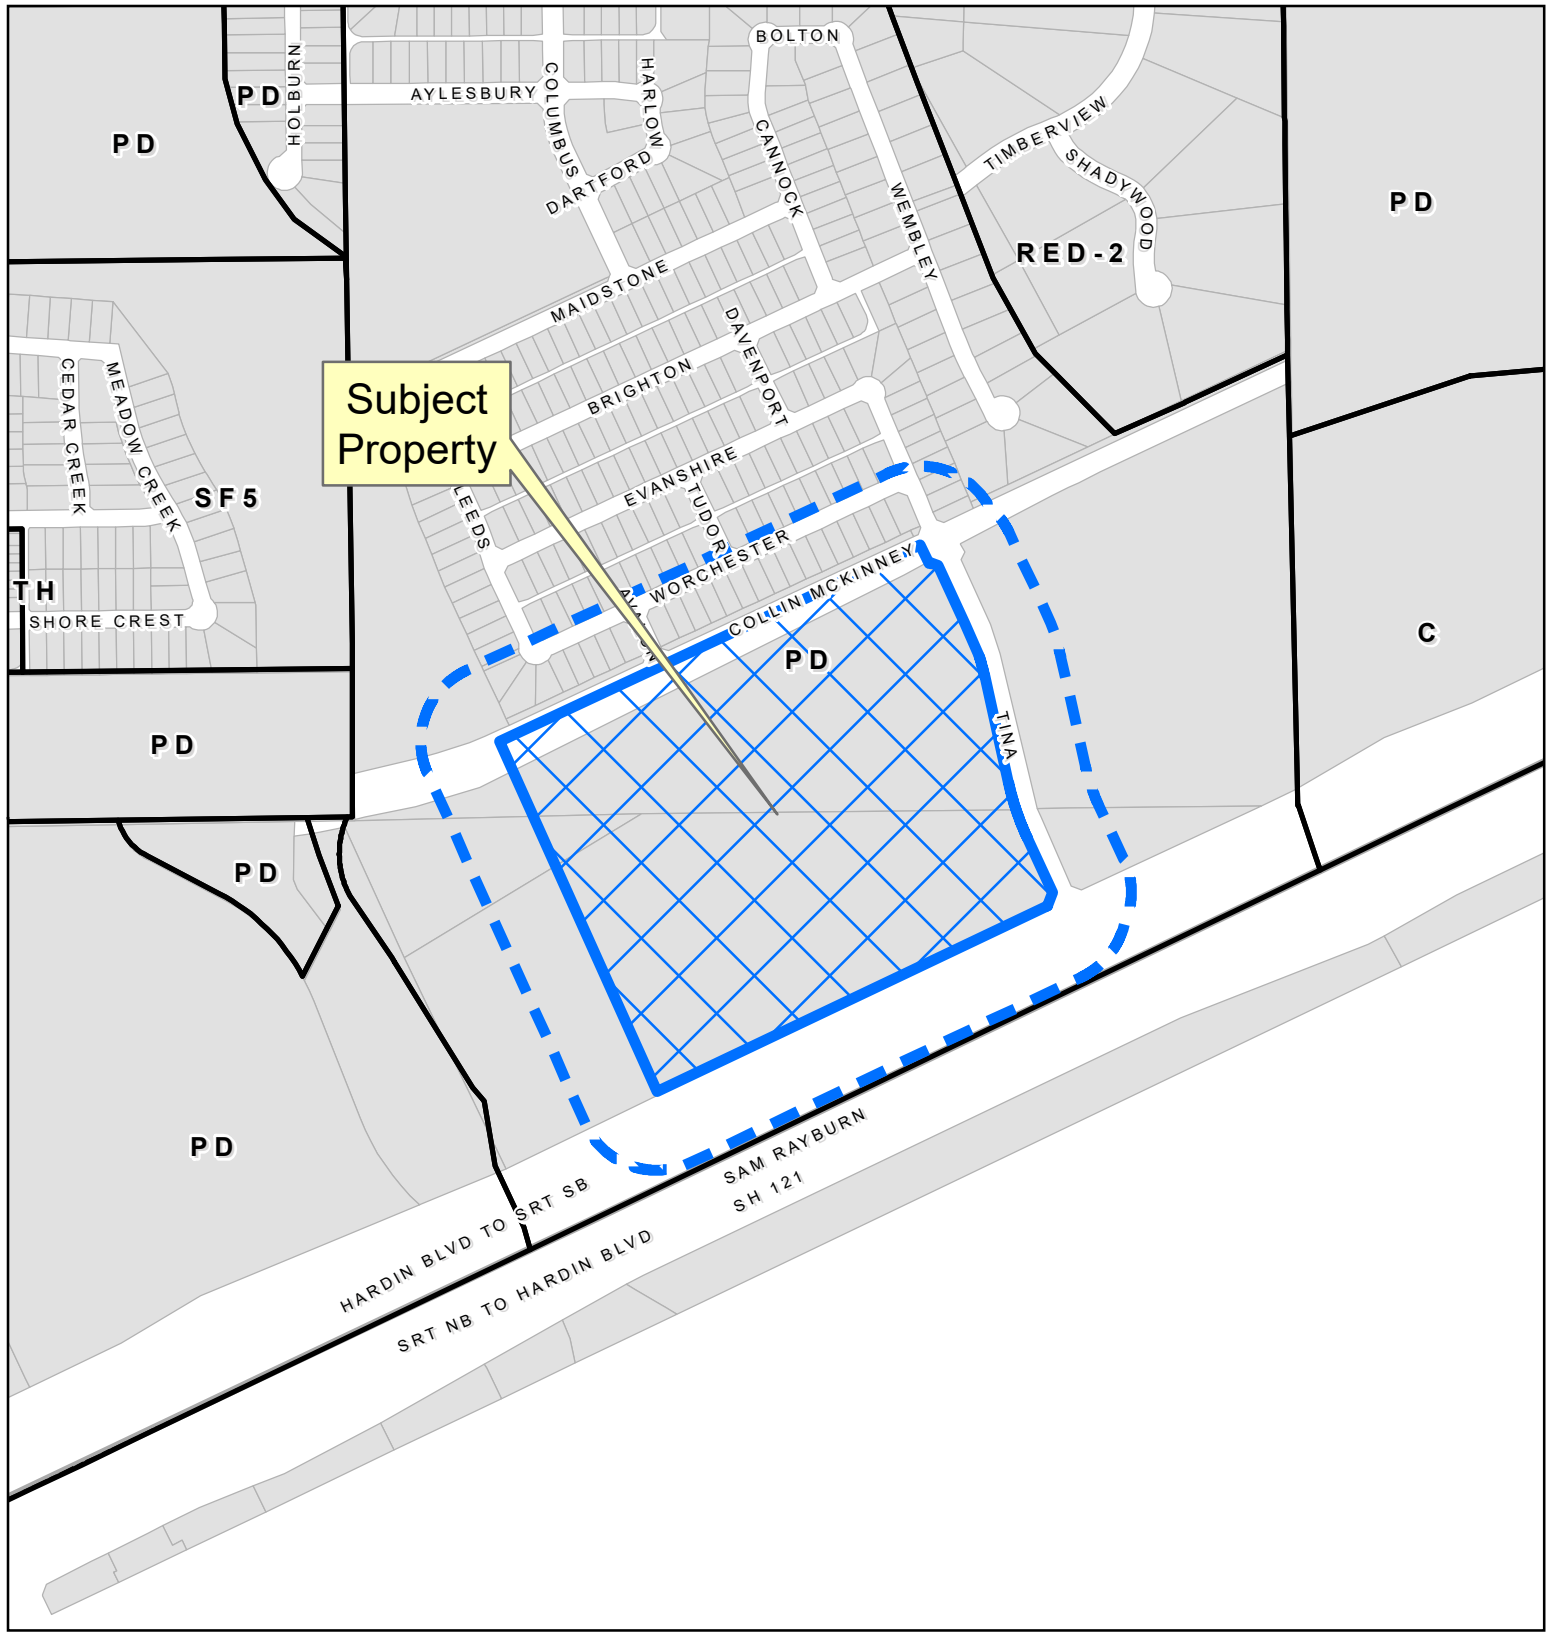 BOLTON
HOLBURN
COLUMBUS
HARLOW
AYLESBURY
PD
PD
CANNOCK
TIMBERVIEW
SHADYWOOD
DARTFORD
WEMBLEY
PD
RED-2
MAIDSTONE
DAVENPORT
BRIGHTON
CEDAR CREEK
MEADOW CREEK
Subject
Property
EVANSHIRE
SF5
LEEDS
TUDOR
WORCHESTER
TH
SHORE CREST
COLLIN MCKINNEY
C
PD
TINA
PD
PD
PD
SAM RAYBURN
SH 121
HARDIN BLVD TO SRT SB
SRT NB TO HARDIN BLVD